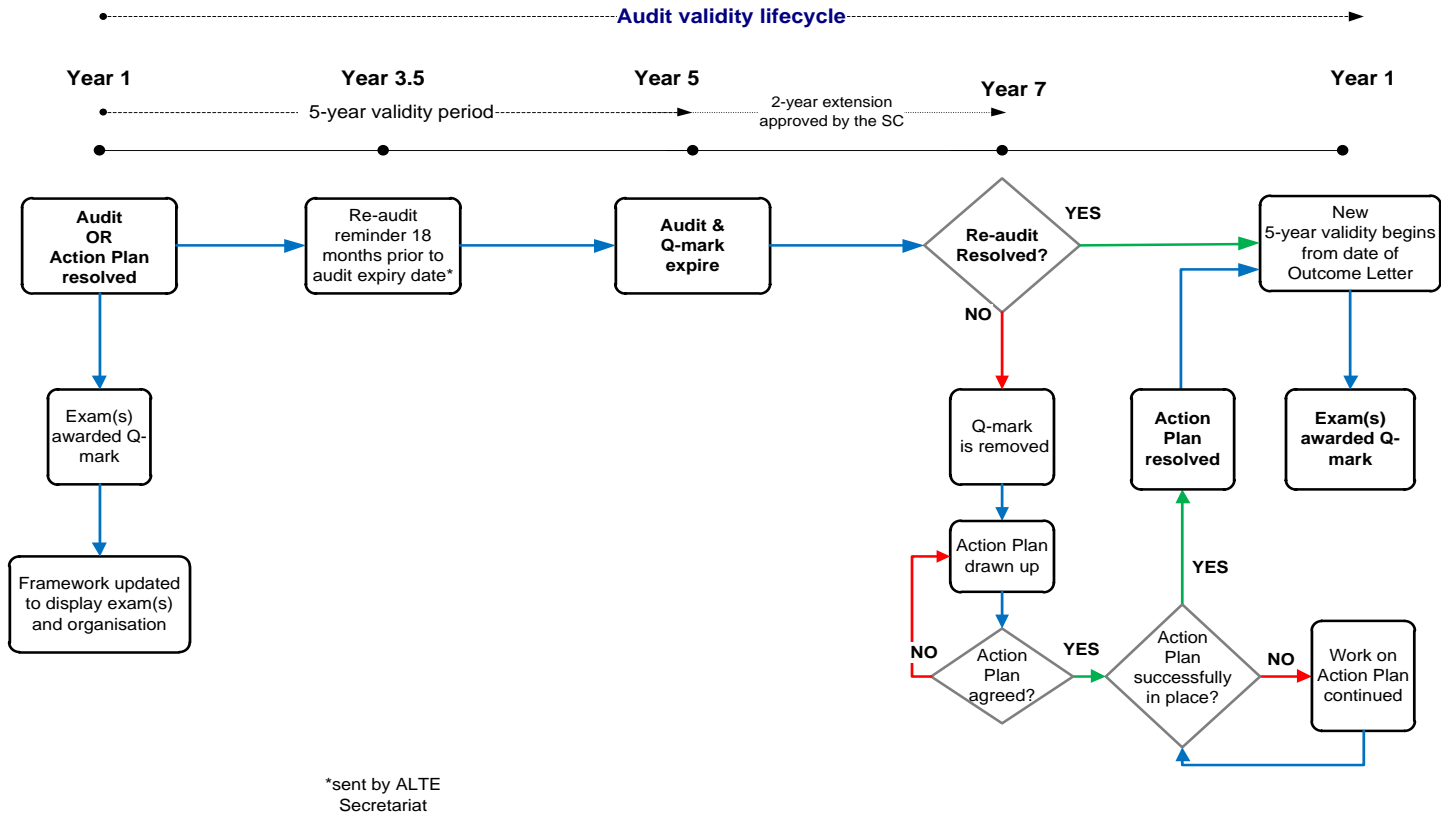 Audit validity lifecycle
Year 1
Year 3.5
Year 5
Year 7
Year 1
5-year validity period
2-year extension
approved by the SC
Audit
OR
Action Plan
resolved
Re-audit
reminder 18
months prior to
audit expiry date*
Audit &
Q-mark
expire
Re-audit
Resolved?
YES
New
5-year validity begins
from date of
Outcome Letter
NO
Exam(s)
awarded Q-
mark
Q-mark
is removed
Action
Plan
resolved
Exam(s)
awarded Q-
mark
Framework updated
to display exam(s)
and organisation
Action Plan
drawn up
YES
NO
Action
Plan
agreed?
YES
Action
Plan
successfully
in place?
NO
Work on
Action Plan
continued
*sent by ALTE
Secretariat